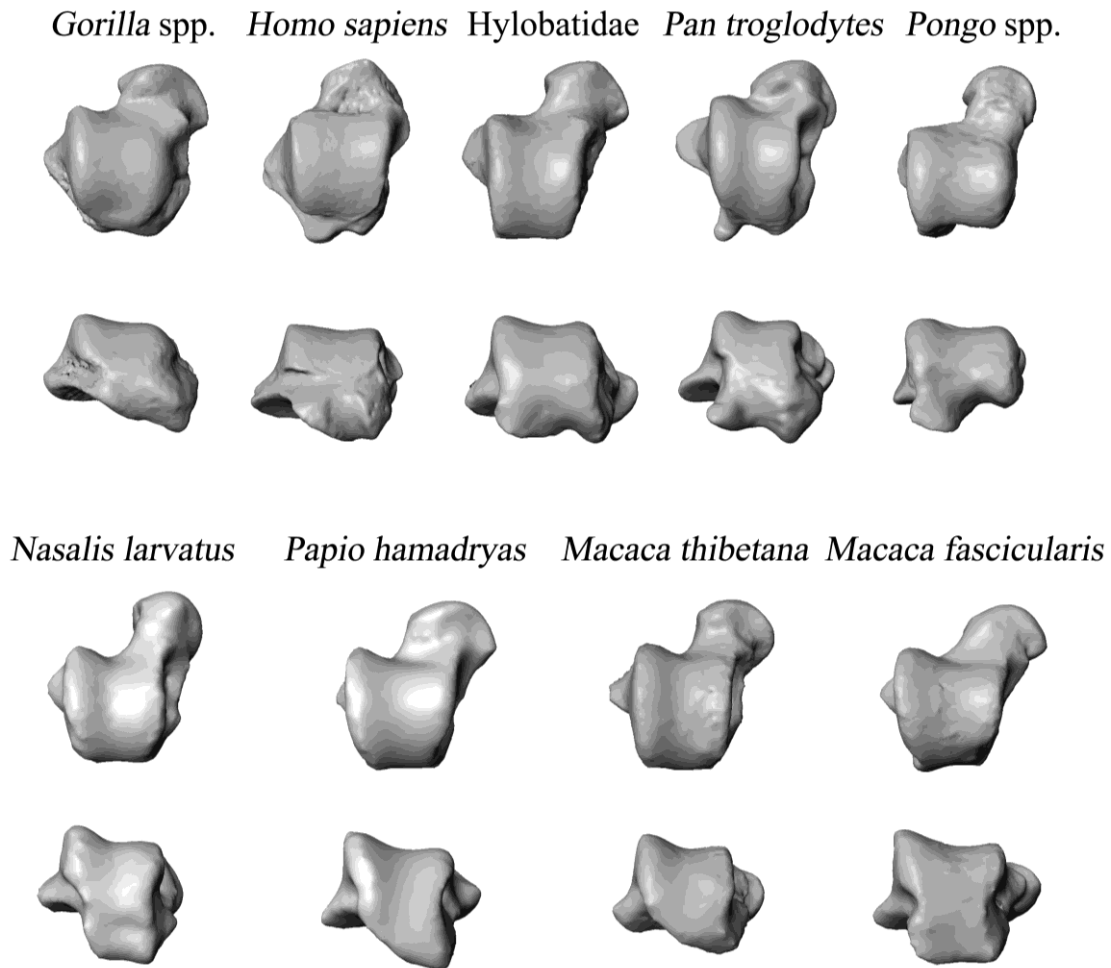 Gorilla spp. Homo sapiens Hylobatidae Pan troglodytes Pongo spp.
Nasalis larvatus Papio hamadryas Macaca thibetana Macaca fascicularis